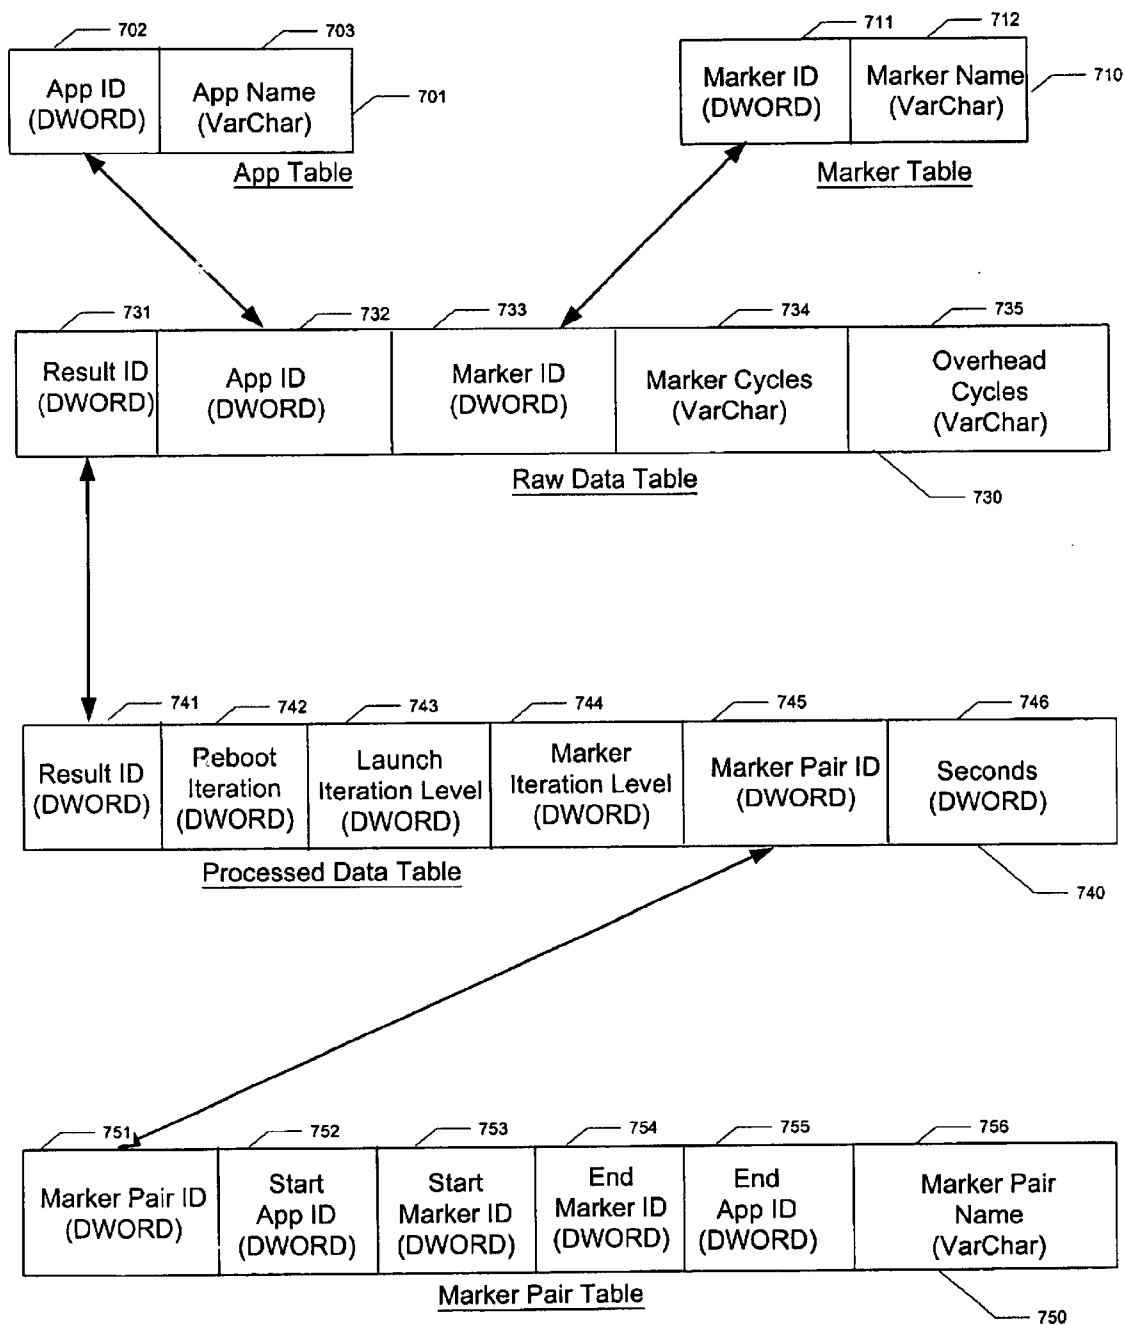 702
703
711
712
App ID
(DWORD)
App Name
(VarChar)
701
Marker ID
(DWORD)
Marker Name
(VarChar)
710
App Table
Marker Table
731
732
733
734
735
Result ID
(DWORD)
App ID
(DWORD)
Marker ID
(DWORD)
Marker Cycles
(VarChar)
Overhead
Cycles
(VarChar)
Raw Data Table
730
741
742
743
744
745
746
Result ID
(DWORD)
Reboot
Iteration
(DWORD)
Launch
Iteration Level
(DWORD)
Marker
Iteration Level
(DWORD)
Marker Pair ID
(DWORD)
Seconds
(DWORD)
Processed Data Table
740
751
752
753
754
755
756
Marker Pair ID
(DWORD)
Start
App ID
(DWORD)
Start
Marker ID
(DWORD)
End
Marker ID
(DWORD)
End
App ID
(DWORD)
Marker Pair
Name
(VarChar)
Marker Pair Table
750